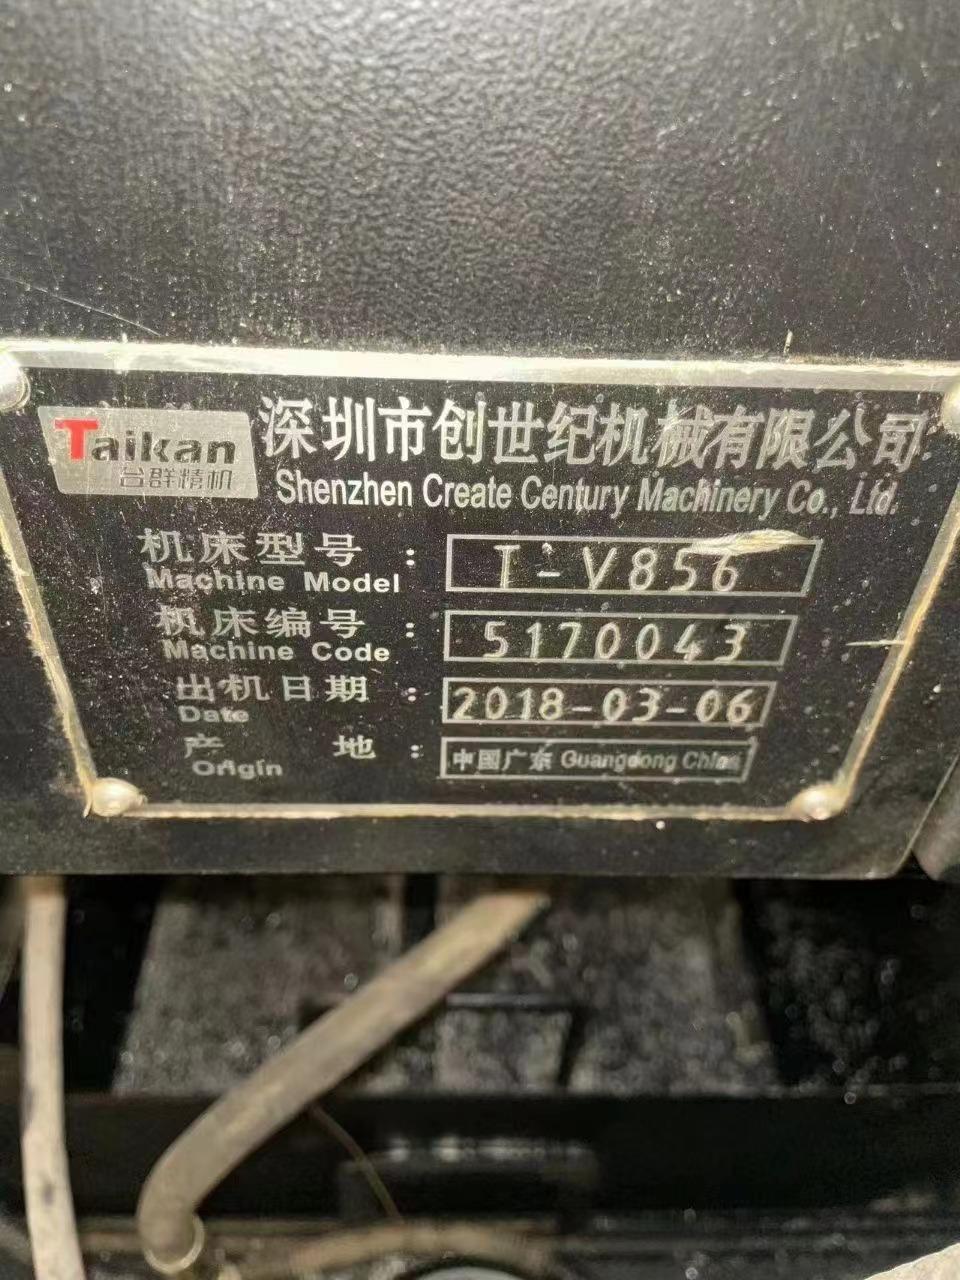 Taikan
台群精机
深圳市创世纪机械有限公司
Shenzhen Create Century Machinery Co., Ltd.
机床型号 : T-V856
Machine Model
机床编号 : 5170043
Machine Code
出机日期 : 2018-03-06
Date
产 地 : 中國广东 Guangdong China
Origin